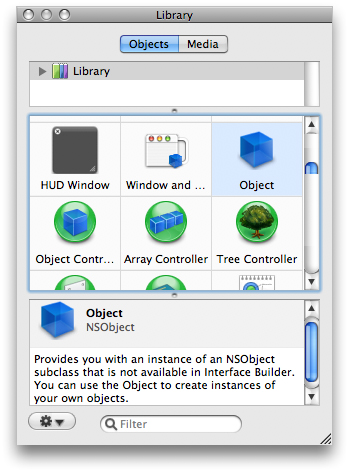 Library
Objects Media
Library
HUD Window Window and ... Object
Object Contr... Array Controller Tree Controller
Object
NSObject
Provides you with an instance of an NSObject
subclass that is not available in Interface Builder.
You can use the Object to create instances of
your own objects.
Filter